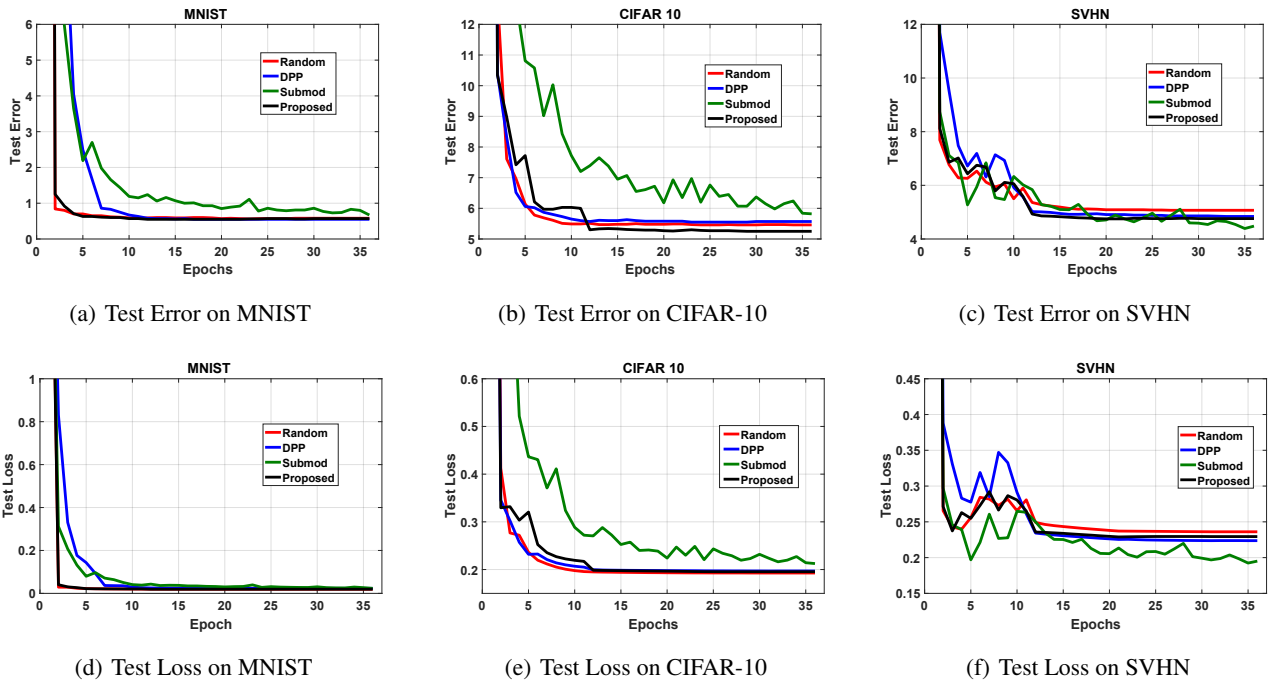 MNIST
6
5
4
3
2
1
0
Test Error
0 5 10 15 20 25 30 35
Epochs
Random
DPP
Submod
Proposed
(a) Test Error on MNIST
CIFAR 10
12
11
10
9
8
7
6
5
4
Test Error
0 5 10 15 20 25 30 35
Epochs
Random
DPP
Submod
Proposed
(b) Test Error on CIFAR-10
SVHN
12
10
8
6
4
Test Error
0 5 10 15 20 25 30 35
Epochs
Random
DPP
Submod
Proposed
(c) Test Error on SVHN
MNIST
1
0.8
0.6
0.4
0.2
0
Test Loss
0 5 10 15 20 25 30 35
Epoch
Random
DPP
Submod
Proposed
(d) Test Loss on MNIST
CIFAR 10
0.6
0.5
0.4
0.3
0.2
Test Loss
0 5 10 15 20 25 30 35
Epochs
Random
DPP
Submod
Proposed
(e) Test Loss on CIFAR-10
SVHN
0.45
0.4
0.35
0.3
0.25
0.2
0.15
Test Loss
0 5 10 15 20 25 30 35
Epochs
Random
DPP
Submod
Proposed
(f) Test Loss on SVHN